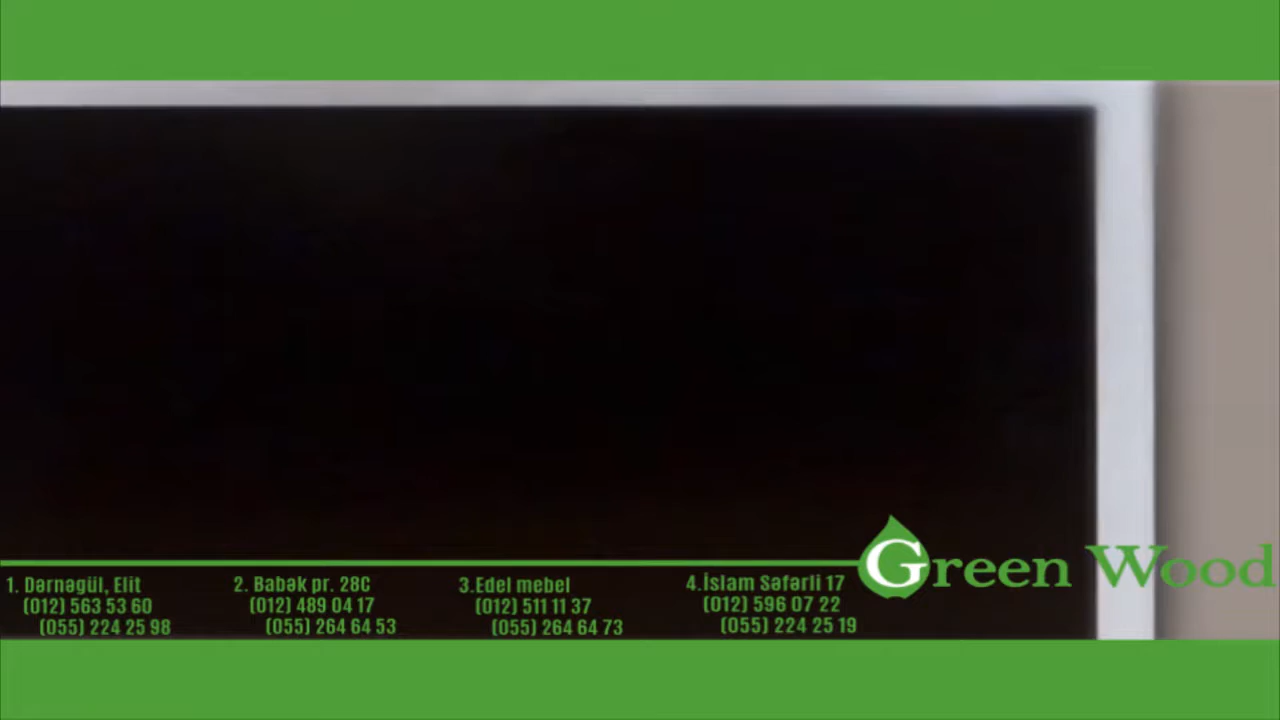 Green Wood
1. Dərnəgül, Elit
(012) 563 53 60
(055) 224 25 98
2. Babək pr. 28C
(012) 489 04 17
(055) 264 64 53
3.Edel mebel
(012) 511 11 37
(055) 264 64 73
4.İslam Səfərli 17
(012) 596 07 22
(055) 224 25 19